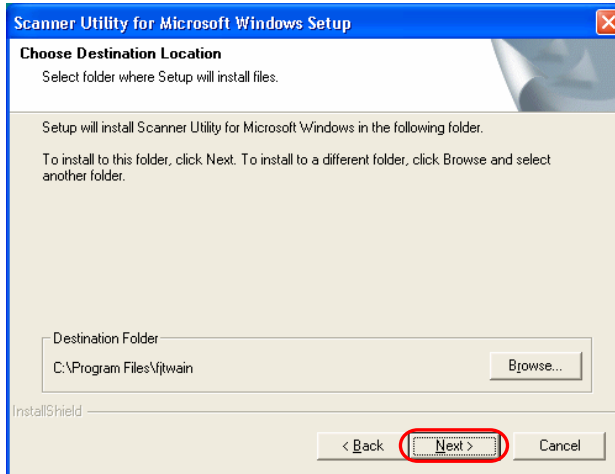 Scanner Utility for Microsoft Windows Setup
Choose Destination Location
Select folder where Setup will install files.
Setup will install Scanner Utility for Microsoft Windows in the following folder.
To install to this folder, click Next. To install to a different folder, click Browse and select
another folder.
Destination Folder
C:\Program Files\fjtwain
Browse...
InstallShield
< Back
Next >
Cancel